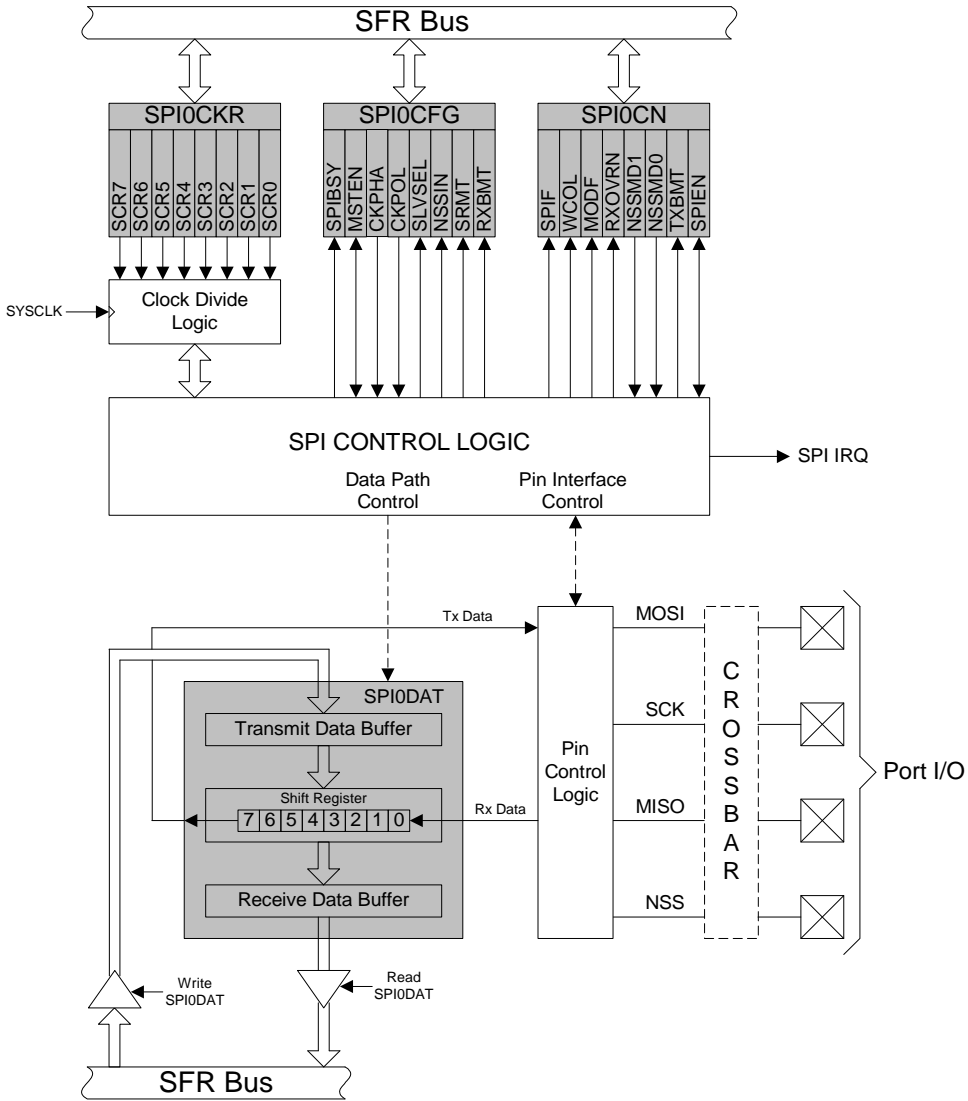 SFR Bus
SPI0CKR
SPI0CFG
SPI0CN
SCR7
SCR6
SCR5
SCR4
SCR3
SCR2
SCR1
SCR0
SPIBSY
MSTEN
CKPHA
CKPOL
SLVSEL
NSSIN
SRMT
RXBMT
SPIF
WCOL
MODF
RXOVRN
NSSMD1
NSSMD0
TXBMT
SPIEN
SYSCLK
Clock Divide
Logic
SPI CONTROL LOGIC
SPI IRQ
Data Path
Control
Pin Interface
Control
Tx Data
MOSI
SPI0DAT
Transmit Data Buffer
SCK
Pin
Control
Logic
CROSSBAR
Port I/O
Shift Register
7 6 5 4 3 2 1 0
Rx Data
MISO
Receive Data Buffer
NSS
Write
SPI0DAT
Read
SPI0DAT
SFR Bus